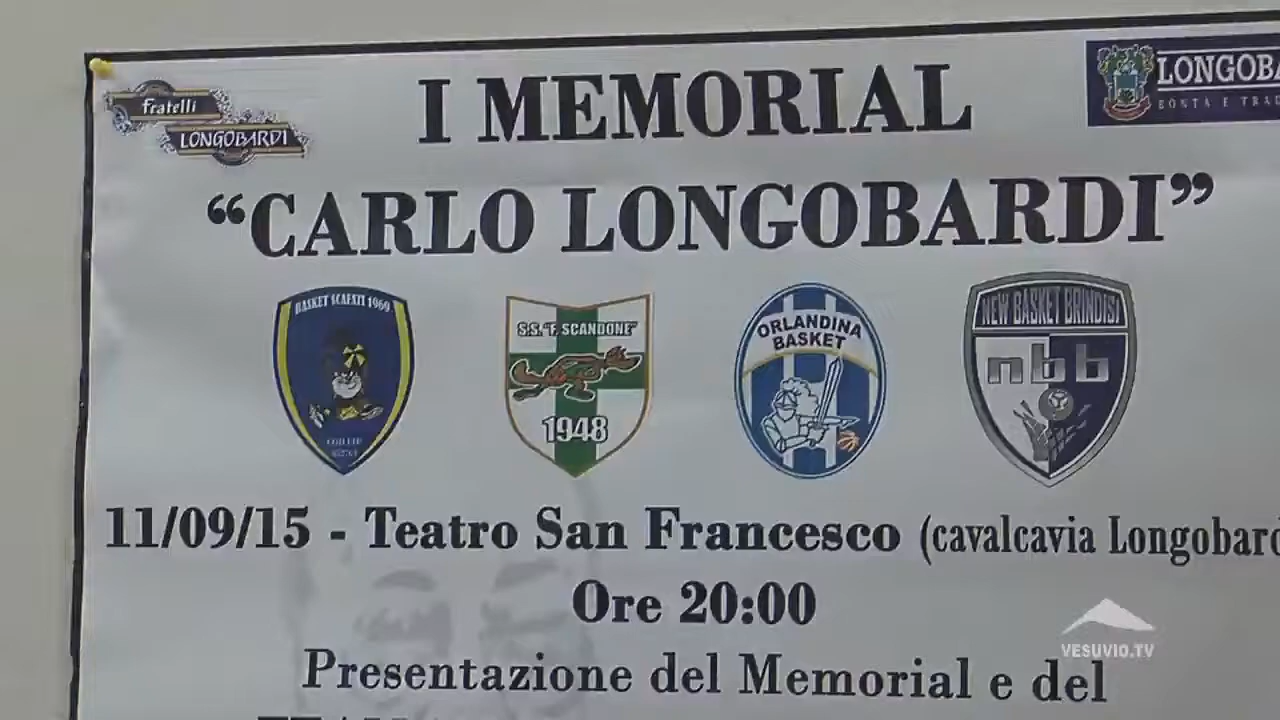 Fratelli
LONGOBARDI
I MEMORIAL
LONGOBA
BONTA E TRA
“CARLO LONGOBARDI”
BASKET SCAFATI 1969
S.S. "F. SCANDONE"
1948
ORLANDINA
BASKET
NEW BASKET BRINDISI
nbb
11/09/15 - Teatro San Francesco (cavalcavia Longobard
Ore 20:00
Presentazione del Memorial e del
VESUVIO.TV